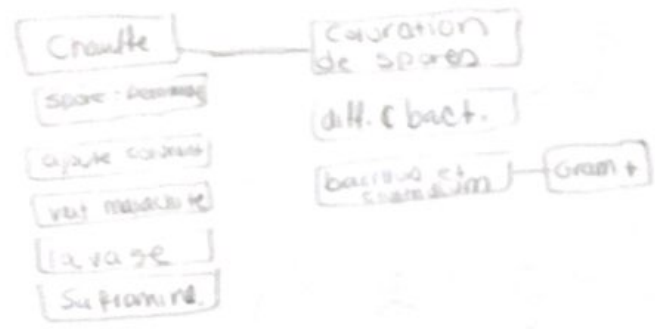 Chauffe
Coloration
de spores
spore
diff. bact.
ajoute colorant
bacillus et
clostridium
Gram +
vert malachite
lavage
Safranine